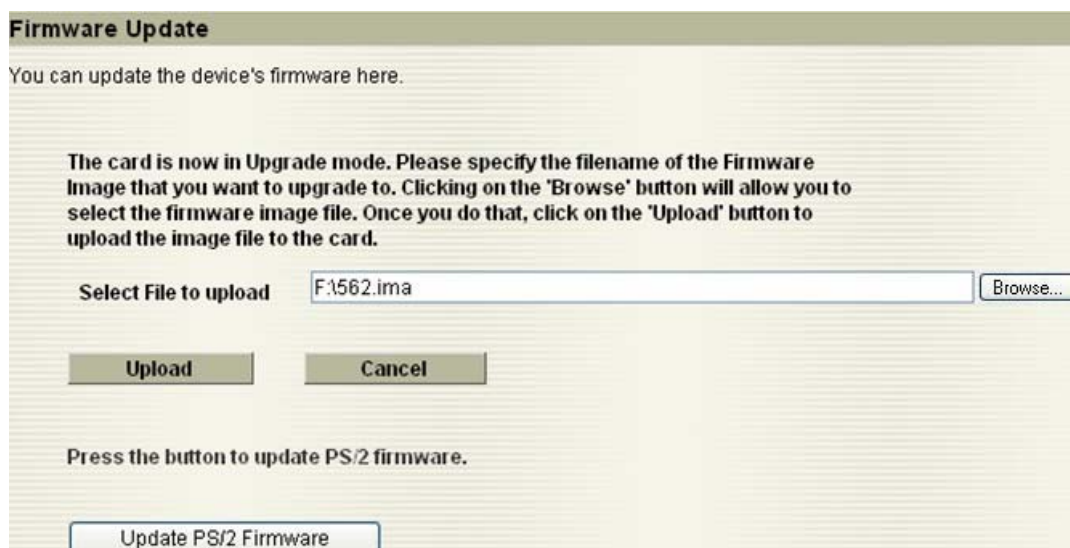 Firmware Update
You can update the device's firmware here.
The card is now in Upgrade mode. Please specify the filename of the Firmware
Image that you want to upgrade to. Clicking on the 'Browse' button will allow you to
select the firmware image file. Once you do that, click on the 'Upload' button to
upload the image file to the card.
Select File to upload F:\562.ima Browse...
Upload Cancel
Press the button to update PS/2 firmware.
Update PS/2 Firmware